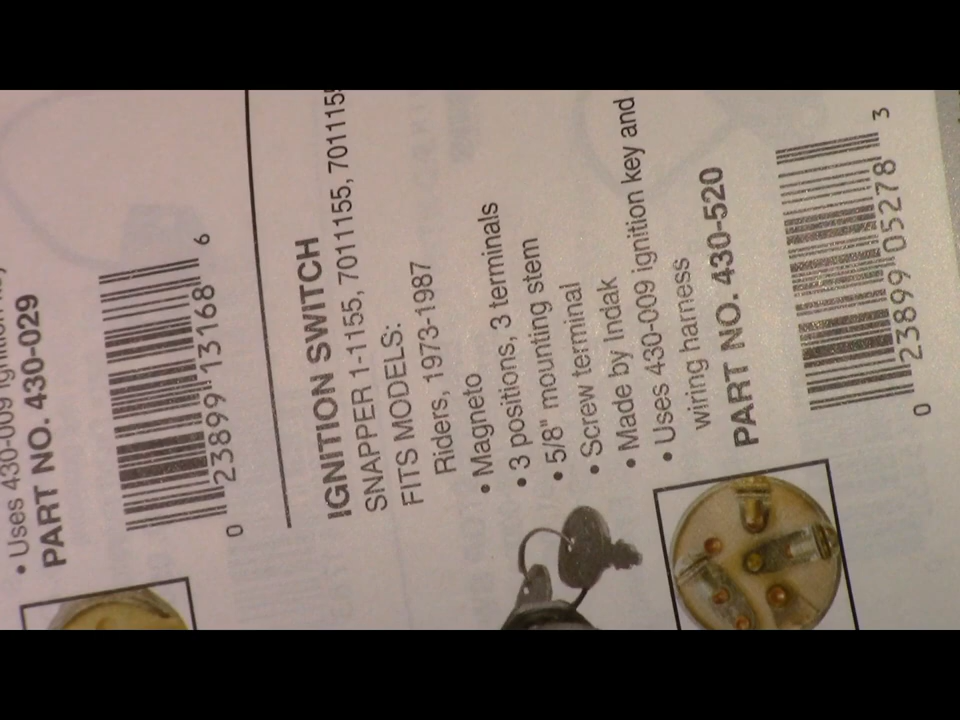 • Uses 430-009
PART NO. 430-029
0 23899 13168 6
IGNITION SWITCH
SNAPPER 1-1155, 7011155, 7011155
FITS MODELS:
Riders, 1973-1987
• Magneto
• 3 positions, 3 terminals
• 5/8" mounting stem
• Screw terminal
• Made by Indak
• Uses 430-009 ignition key and
wiring harness
PART NO. 430-520
0 23899 05278 3